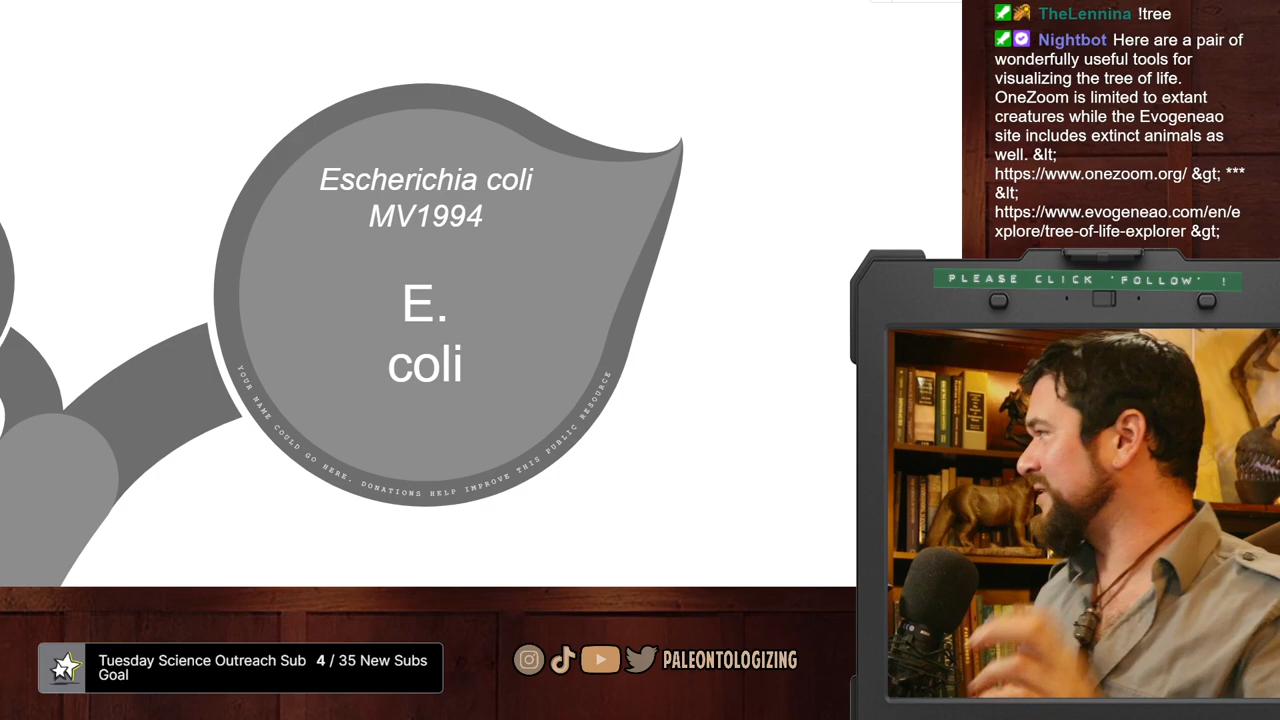 TheLennina !tree
Nightbot Here are a pair of
wonderfully useful tools for
visualizing the tree of life.
OneZoom is limited to extant
creatures while the Evogeneao
site includes extinct animals as
well. &lt;
https://www.onezoom.org/ &gt; ***
&lt;
https://www.evogeneao.com/en/e
xplore/tree-of-life-explorer &gt;
Escherichia coli
MV1994
E.
coli
YOUR NAME COULD GO HERE. DONATIONS HELP IMPROVE THIS PUBLIC RESOURCE
PLEASE CLICK 'FOLLOW' !
Tuesday Science Outreach Sub 4 / 35 New Subs
Goal
PALEONTOLOGIZING